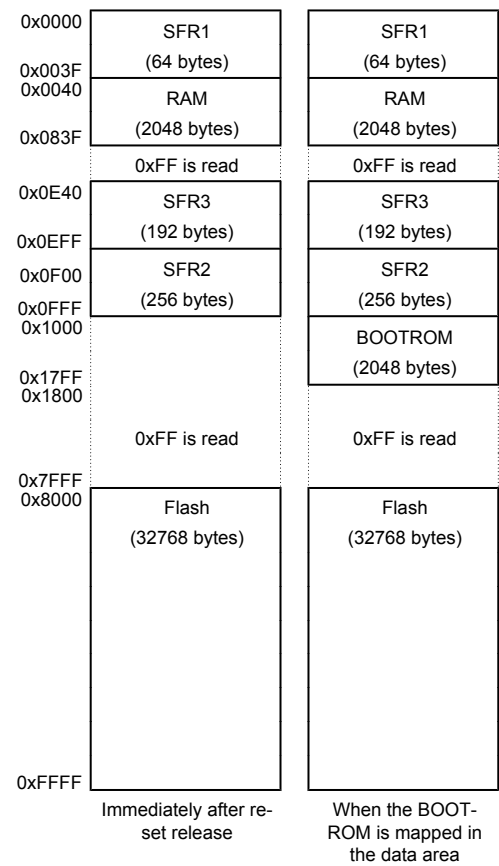 0x0000
SFR1
(64 bytes)
SFR1
(64 bytes)
0x003F
0x0040
RAM
(2048 bytes)
RAM
(2048 bytes)
0x083F
0xFF is read
0xFF is read
0x0E40
SFR3
(192 bytes)
SFR3
(192 bytes)
0x0EFF
0x0F00
SFR2
(256 bytes)
SFR2
(256 bytes)
0x0FFF
0x1000
BOOTROM
(2048 bytes)
0x17FF
0x1800
0xFF is read
0xFF is read
0x7FFF
0x8000
Flash
(32768 bytes)
Flash
(32768 bytes)
0xFFFF
Immediately after re-
set release
When the BOOT-
ROM is mapped in
the data area